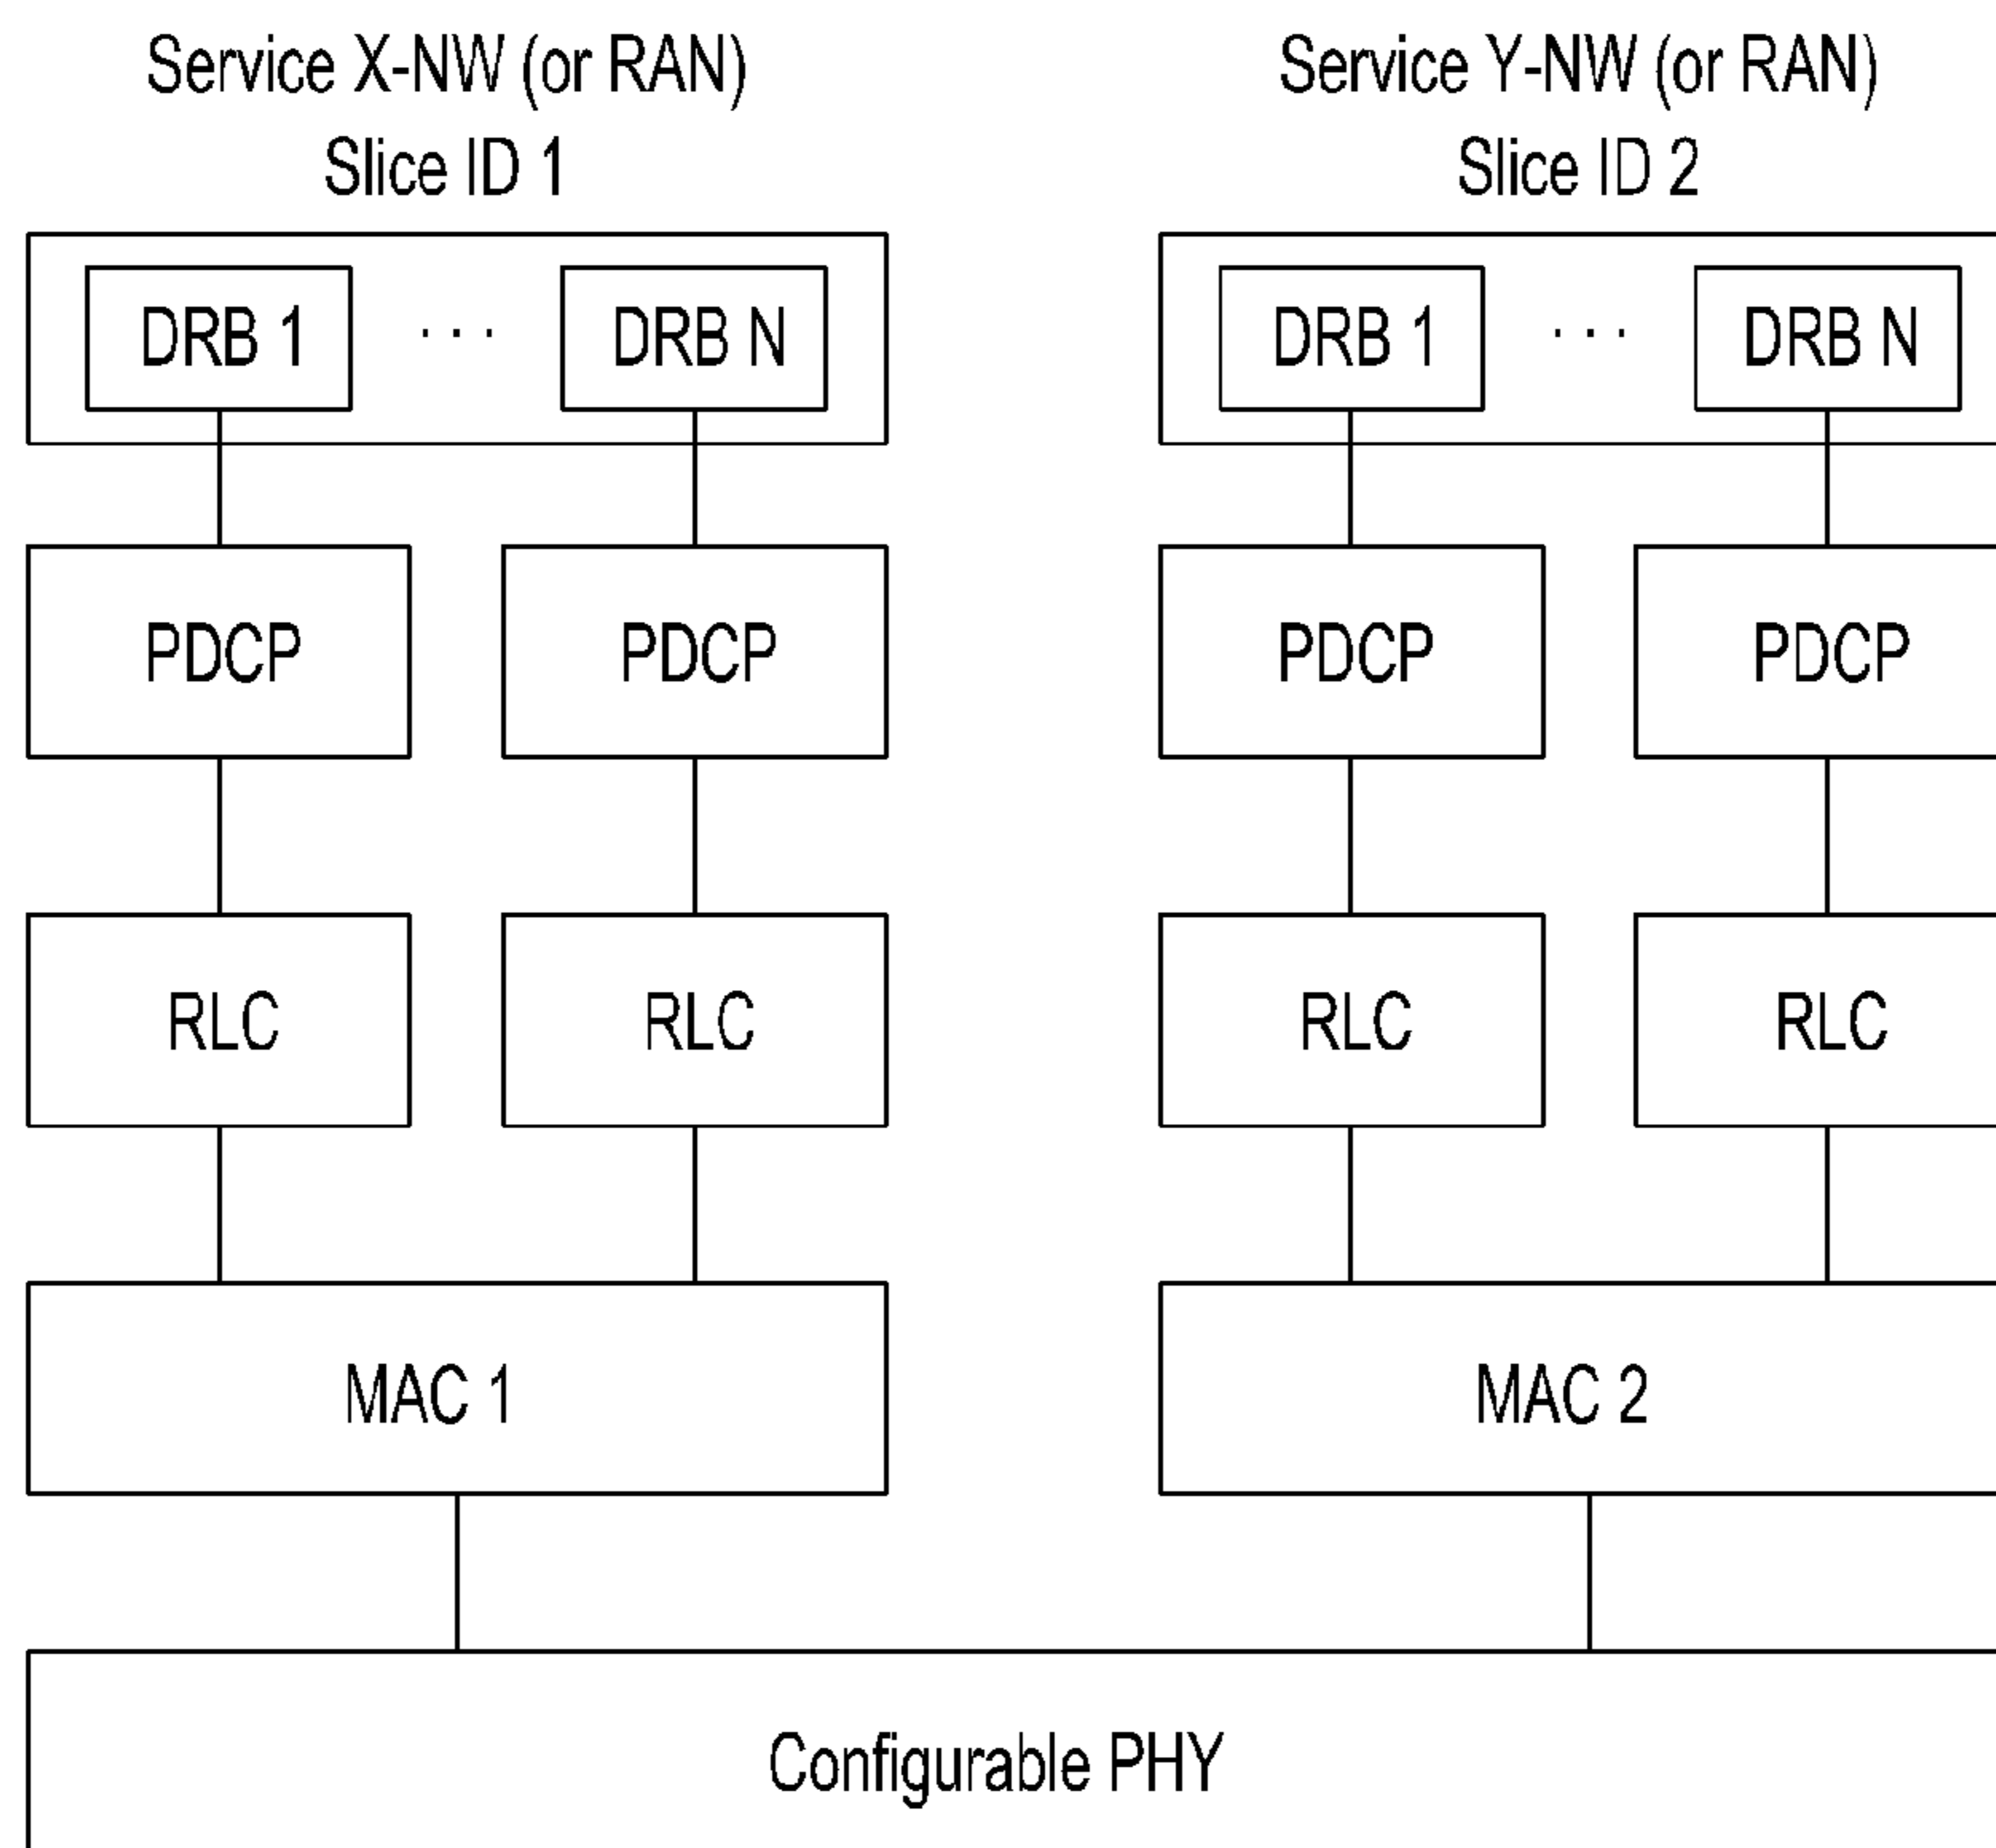 Service X-NW (or RAN)
Slice ID 1
Service Y-NW (or RAN)
Slice ID 2
DRB 1 ... DRB N
DRB 1 ... DRB N
PDCP
PDCP
PDCP
PDCP
RLC
RLC
RLC
RLC
MAC 1
MAC 2
Configurable PHY